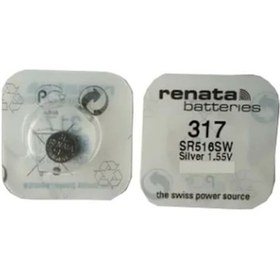 P
renata
batteries
317
SR516SW
Silver 1.55V
the swiss power source